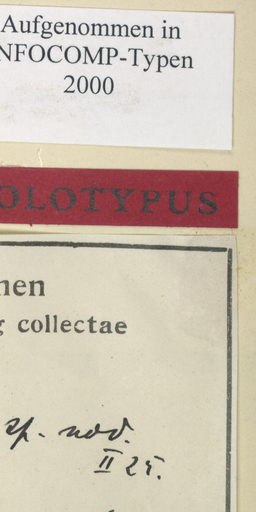 Aufgenommen in
NFOCOMP-Typen
2000
OLOTYPUS
nen
g collectae
sp. nov.
II 25.